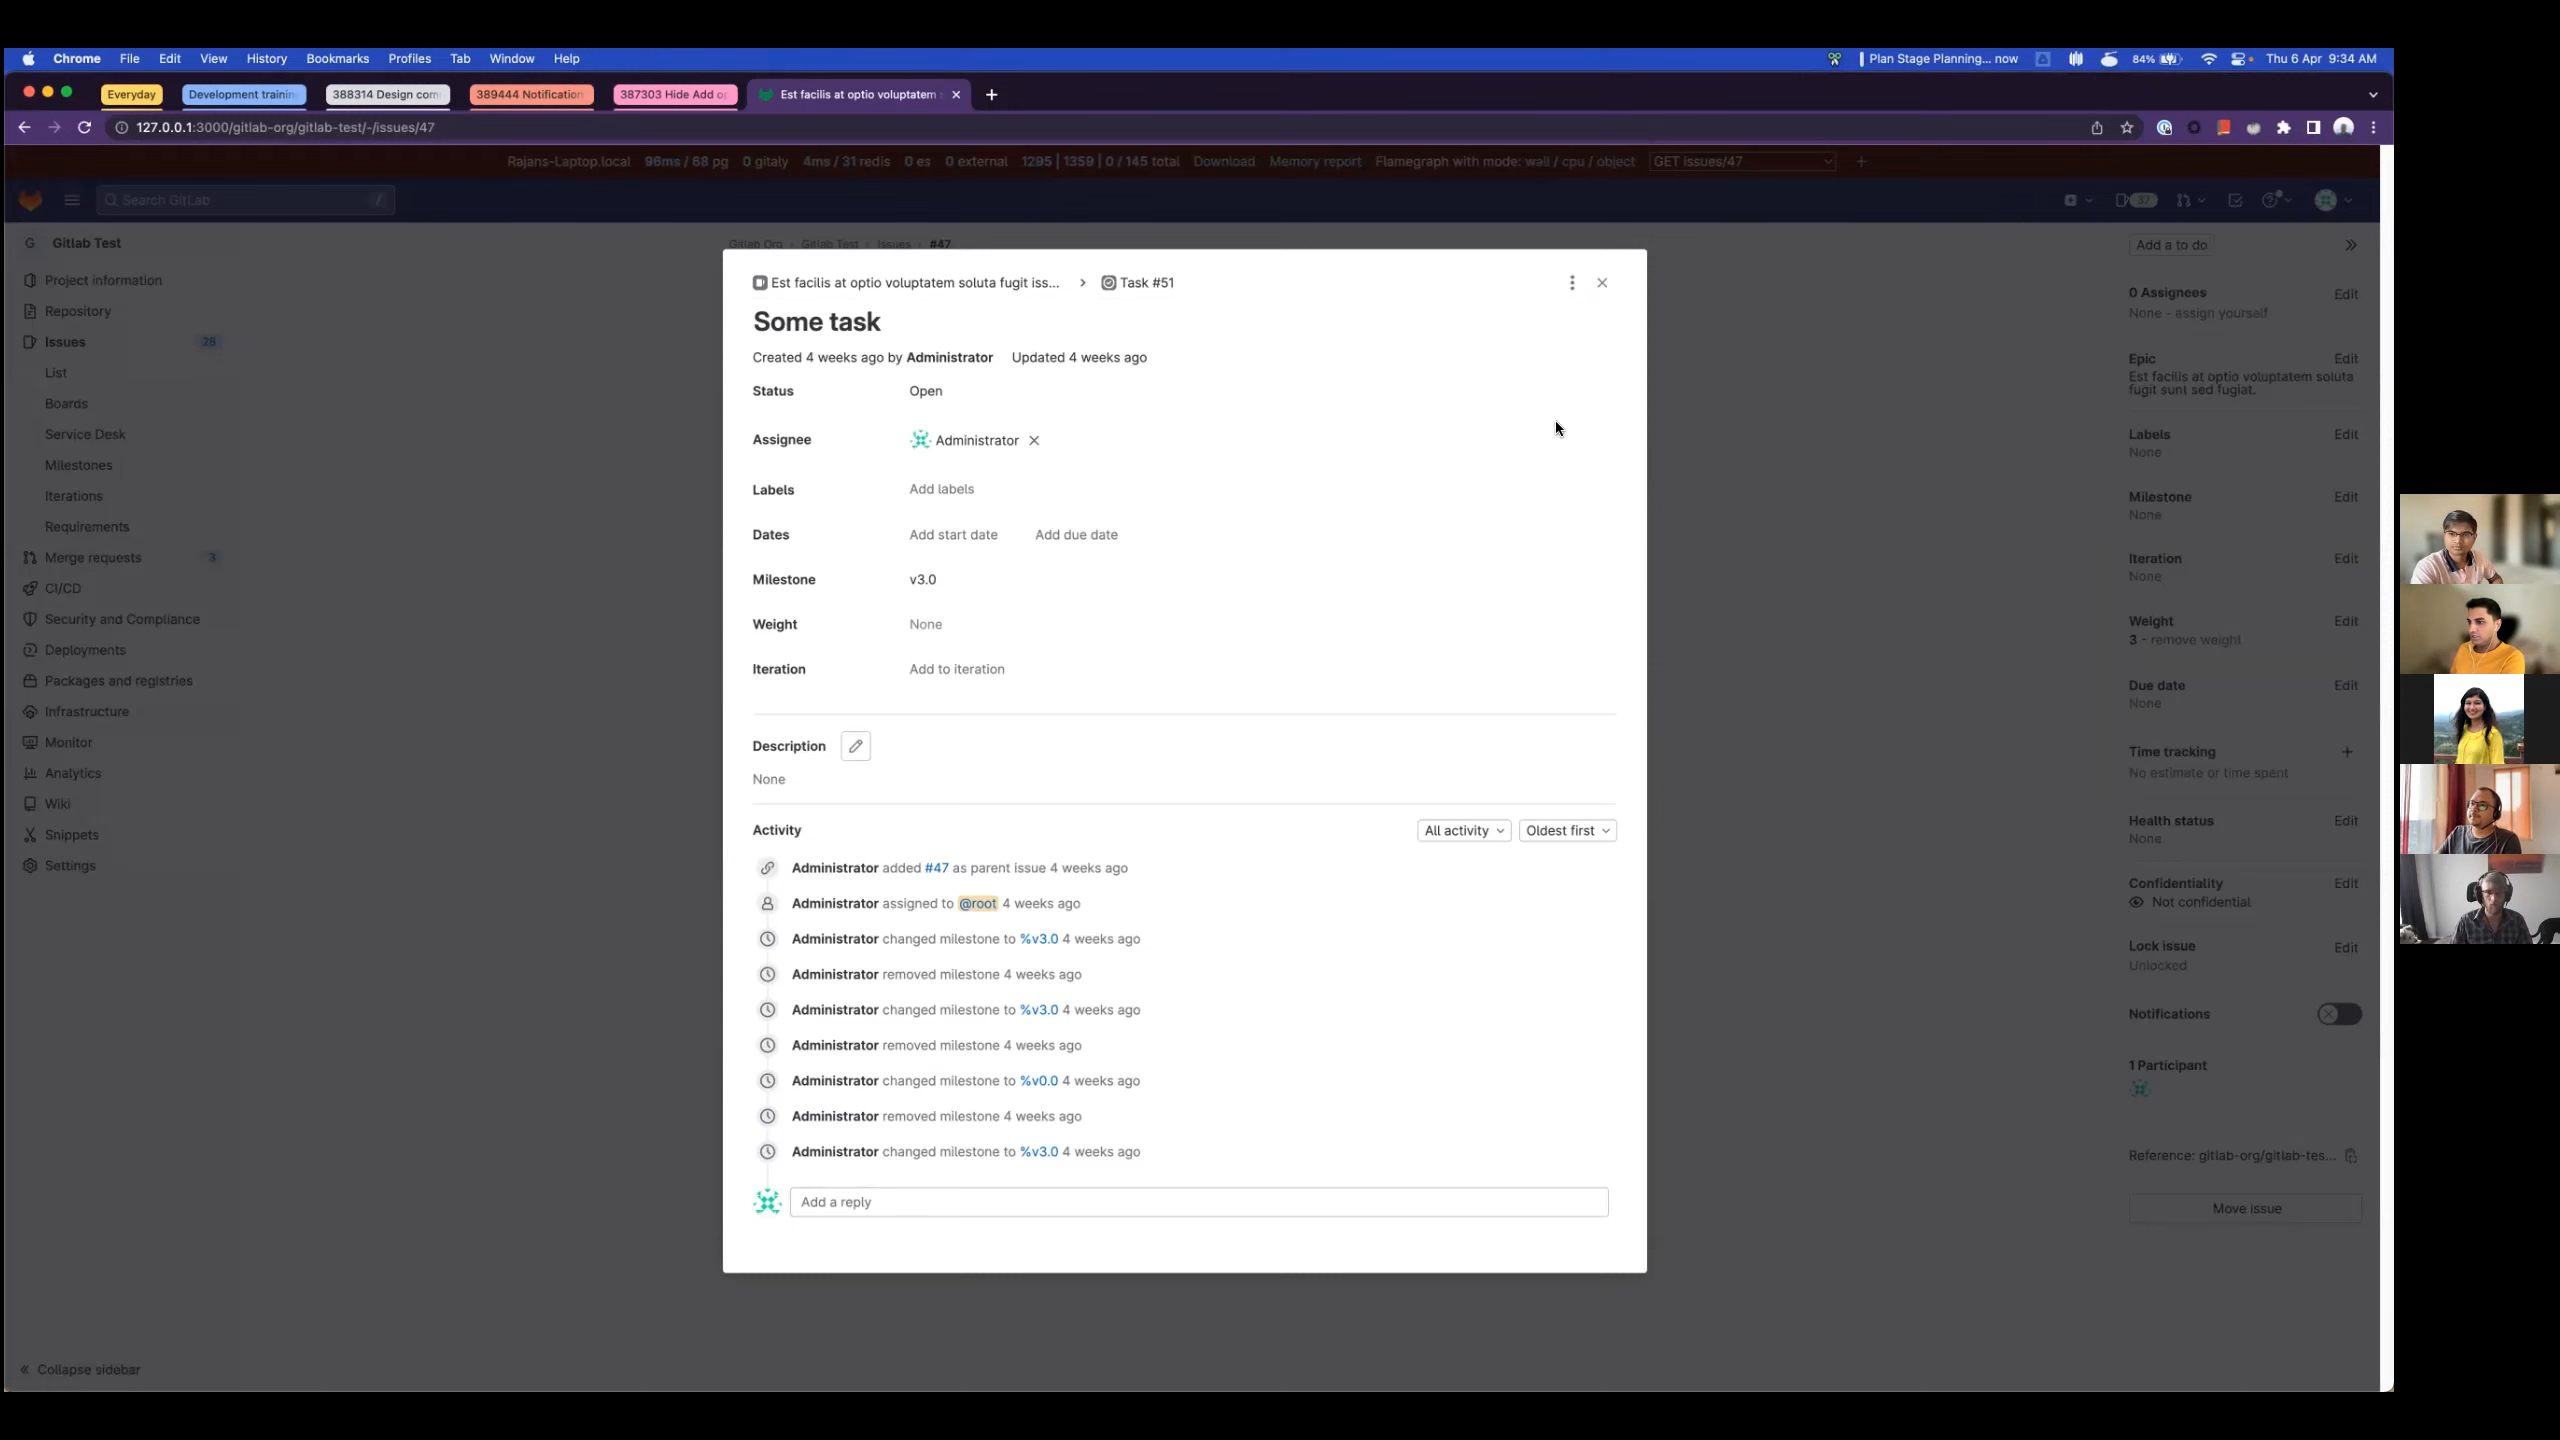 Chrome File Edit View History Bookmarks Profiles Tab Window Help Plan Stage Planning... now 84% Thu 6 Apr 9:34 AM
Everyday Development trainin 388314 Design com 389444 Notification 387303 Hide Add op Est facilis at optio voluptatem
127.0.0.1:3000/gitlab-org/gitlab-test/-/issues/47
Rajans-Laptop.local 96ms / 68 pg 0 gitaly 4ms / 31 redis 0 es 0 external 1295 | 1359 | 0 / 145 total Download Memory report Flamegraph with mode: wall / cpu / object GET issues/47 +
Search GitLab / 37
G Gitlab Test
Project information
Repository
Issues 28
List
Boards
Service Desk
Milestones
Iterations
Requirements
Merge requests 3
CI/CD
Security and Compliance
Deployments
Packages and registries
Infrastructure
Monitor
Analytics
Wiki
Snippets
Settings
Collapse sidebar
Gitlab Org › Gitlab Test › Issues › #47
Est facilis at optio voluptatem soluta fugit iss... › Task #51
Some task
Created 4 weeks ago by Administrator Updated 4 weeks ago
Status Open
Assignee Administrator
Labels Add labels
Dates Add start date Add due date
Milestone v3.0
Weight None
Iteration Add to iteration
Description
None
Activity All activity Oldest first
Administrator added #47 as parent issue 4 weeks ago
Administrator assigned to @root 4 weeks ago
Administrator changed milestone to %v3.0 4 weeks ago
Administrator removed milestone 4 weeks ago
Administrator changed milestone to %v3.0 4 weeks ago
Administrator removed milestone 4 weeks ago
Administrator changed milestone to %v0.0 4 weeks ago
Administrator removed milestone 4 weeks ago
Administrator changed milestone to %v3.0 4 weeks ago
Add a reply
Add a to do
0 Assignees Edit
None - assign yourself
Epic Edit
Est facilis at optio voluptatem soluta
fugit sunt sed fugiat.
Labels Edit
None
Milestone Edit
None
Iteration Edit
None
Weight Edit
3 - remove weight
Due date Edit
None
Time tracking +
No estimate or time spent
Health status Edit
None
Confidentiality Edit
Not confidential
Lock issue Edit
Unlocked
Notifications
1 Participant
Reference: gitlab-org/gitlab-tes...
Move issue